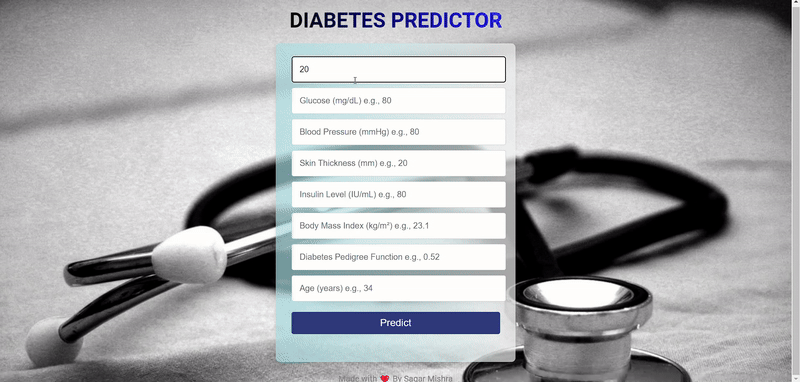 DIABETES PREDICTOR
20
Glucose (mg/dL) e.g., 80
Blood Pressure (mmHg) e.g., 80
Skin Thickness (mm) e.g., 20
Insulin Level (IU/mL) e.g., 80
Body Mass Index (kg/m²) e.g., 23.1
Diabetes Pedigree Function e.g., 0.52
Age (years) e.g., 34
Predict
Made with ❤️ By Sagar Mishra